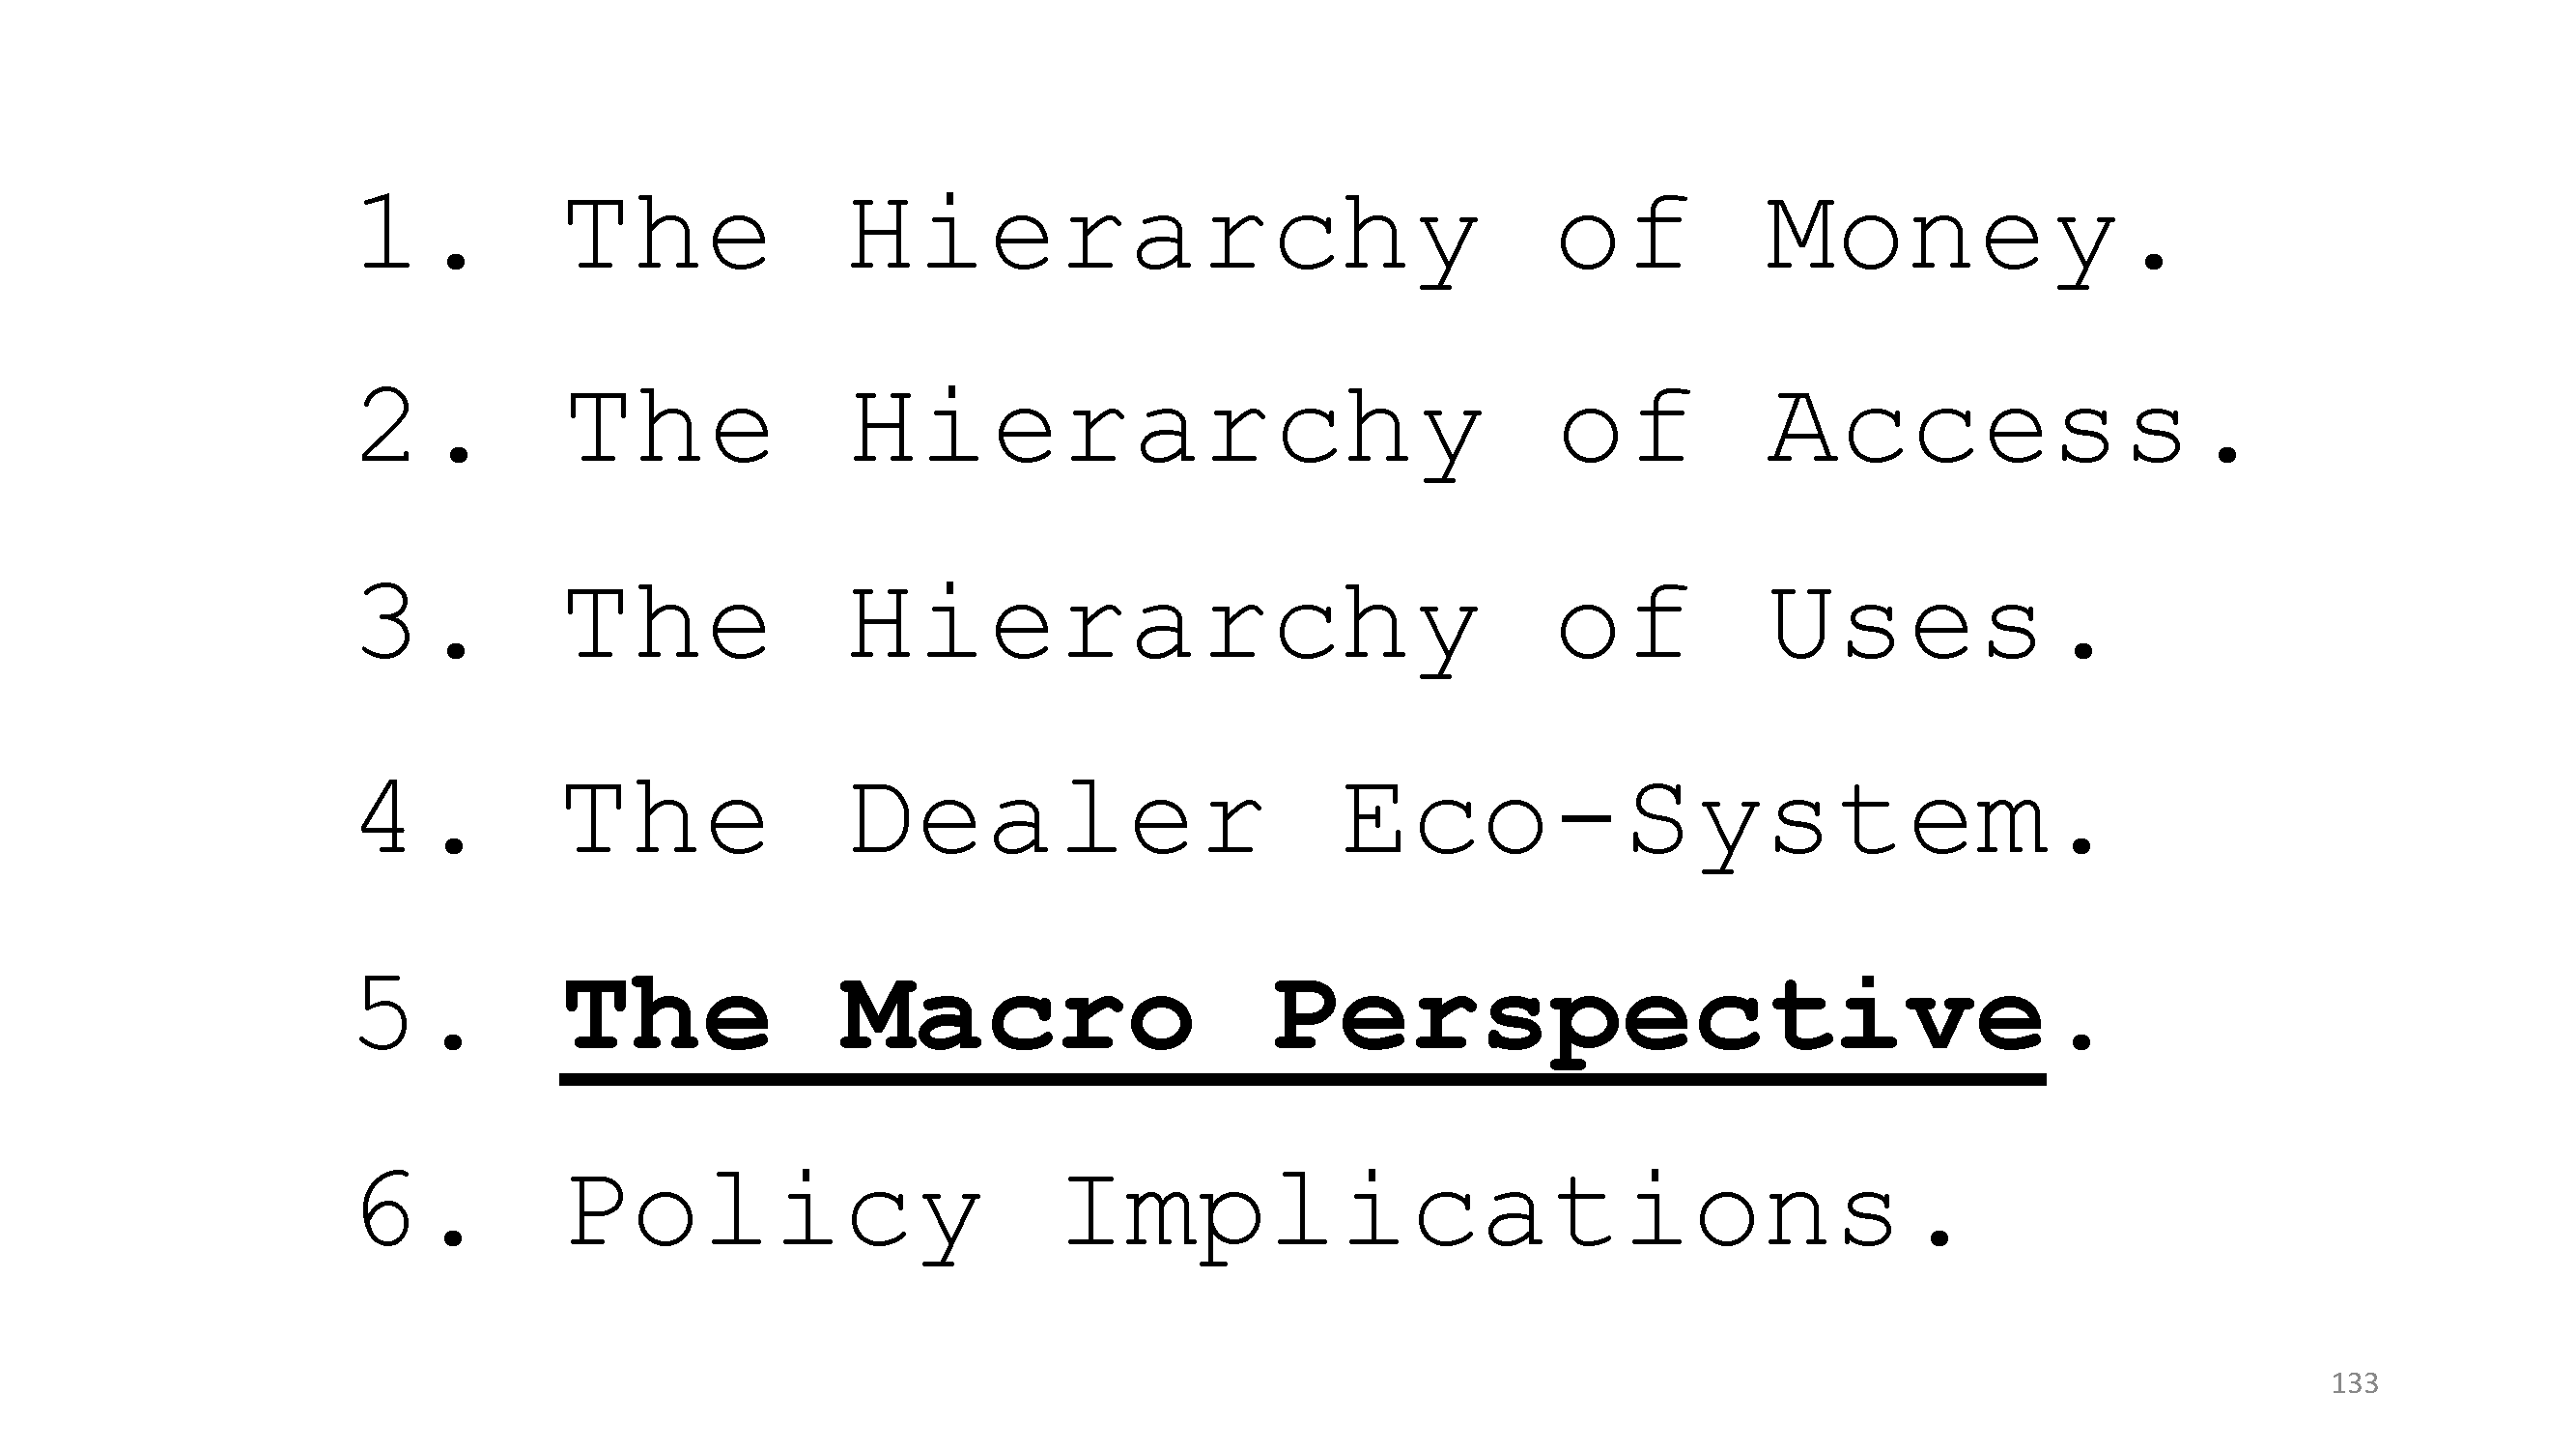 1. The Hierarchy of Money.
2. The Hierarchy of Access.
3. The Hierarchy of Uses.
4. The Dealer Eco-System.
5. The Macro Perspective.
6. Policy Implications.
133